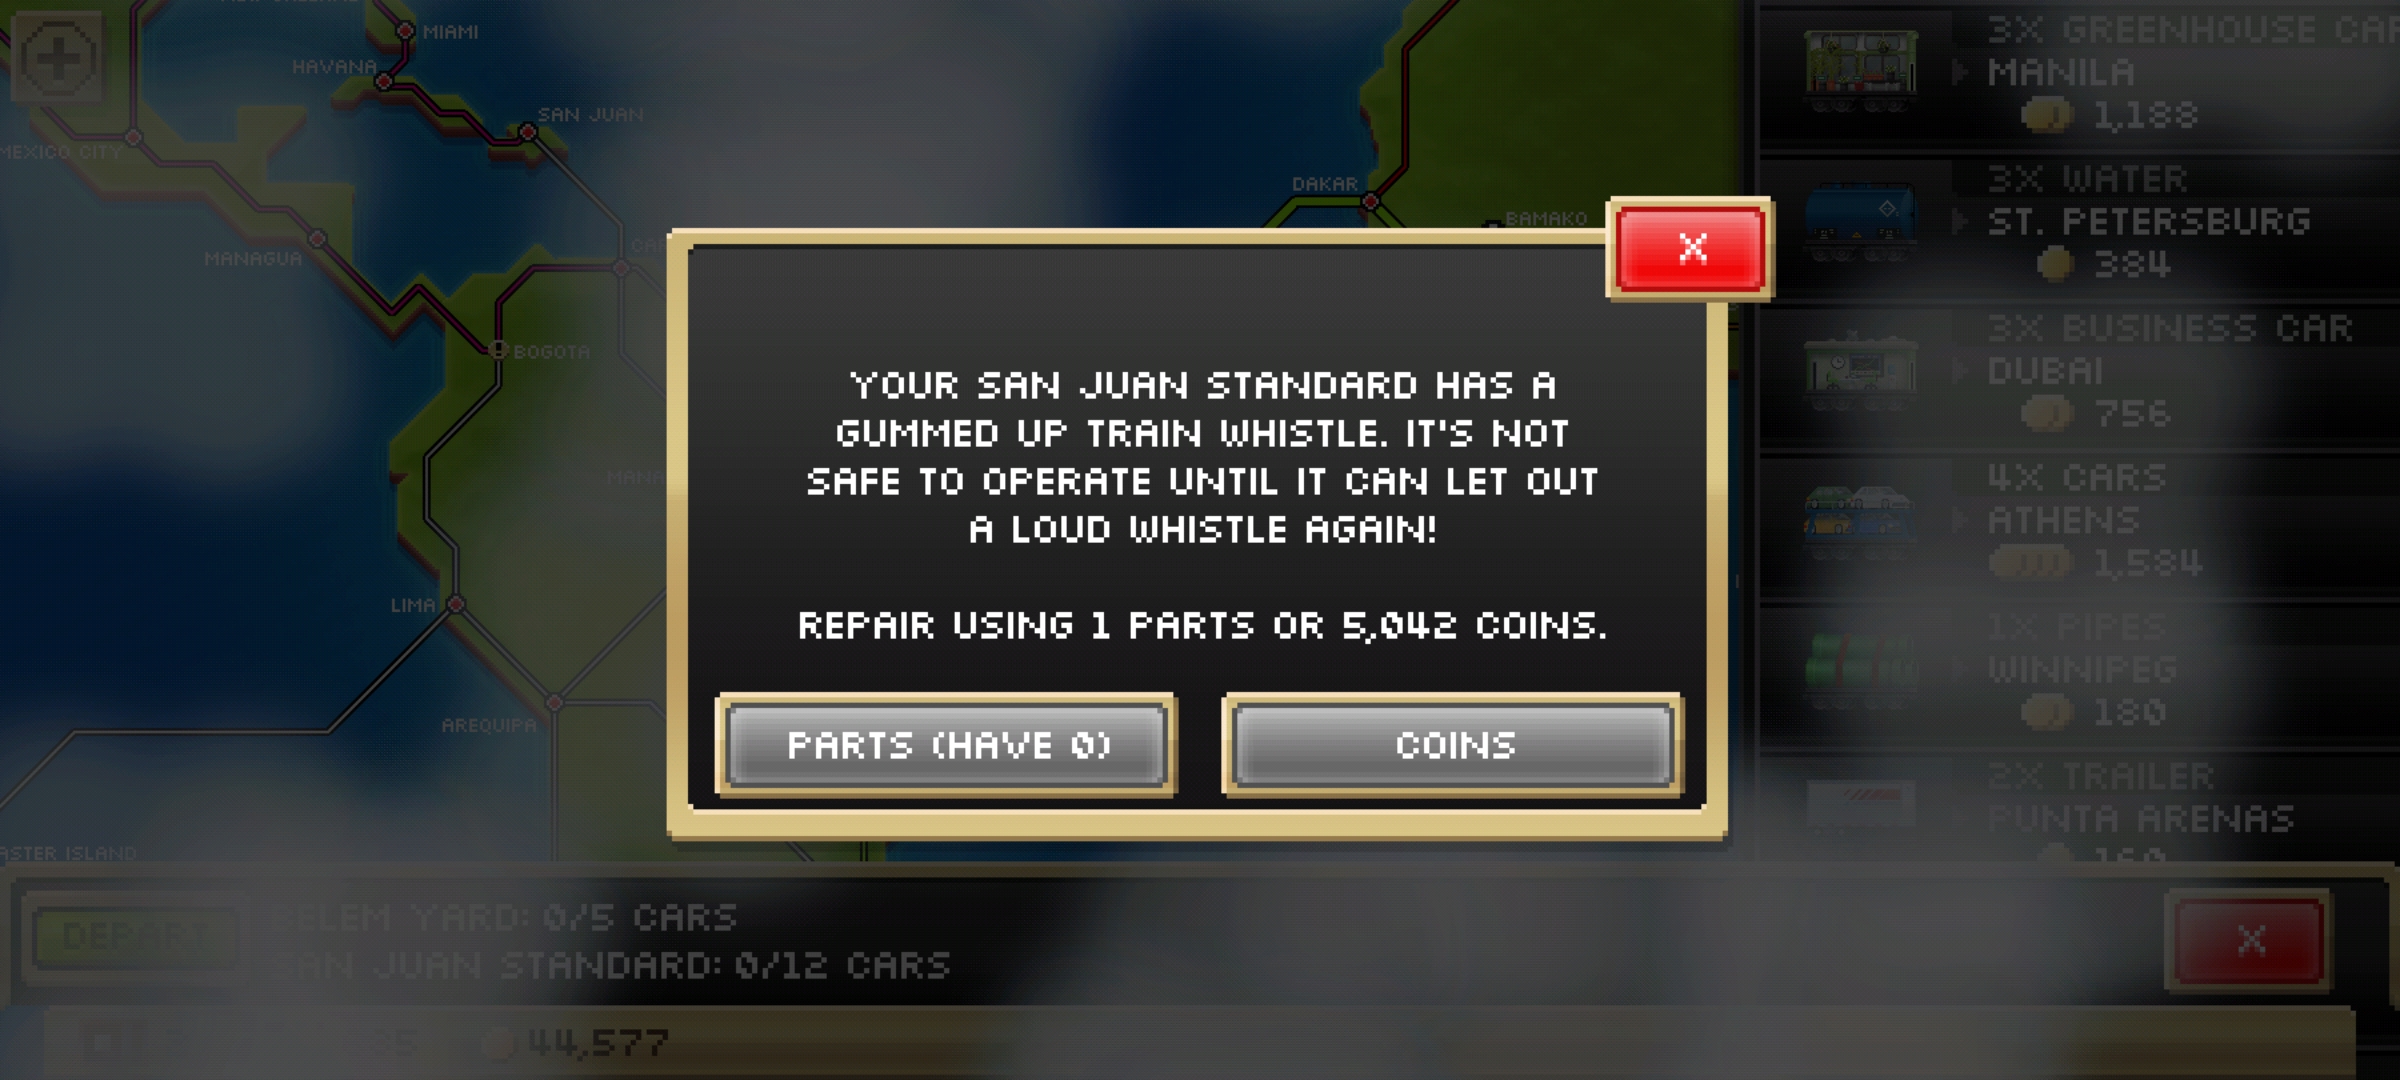 MIAMI
HAVANA
SAN JUAN
MEXICO CITY
MANAGUA
BOGOTA
LIMA
AREQUIPA
ASTER ISLAND
DAKAR
BAMAKO
X
YOUR SAN JUAN STANDARD HAS A
GUMMED UP TRAIN WHISTLE. IT'S NOT
SAFE TO OPERATE UNTIL IT CAN LET OUT
A LOUD WHISTLE AGAIN!
REPAIR USING 1 PARTS OR 5,042 COINS.
PARTS (HAVE 0)
COINS
3X GREENHOUSE CAR
MANILA
1,188
3X WATER
ST. PETERSBURG
384
3X BUSINESS CAR
DUBAI
756
4X CARS
ATHENS
1,584
1X PIPES
WINNIPEG
180
2X TRAILER
PUNTA ARENAS
160
DEPART
BELEM YARD: 0/5 CARS
SAN JUAN STANDARD: 0/12 CARS
X
44,577